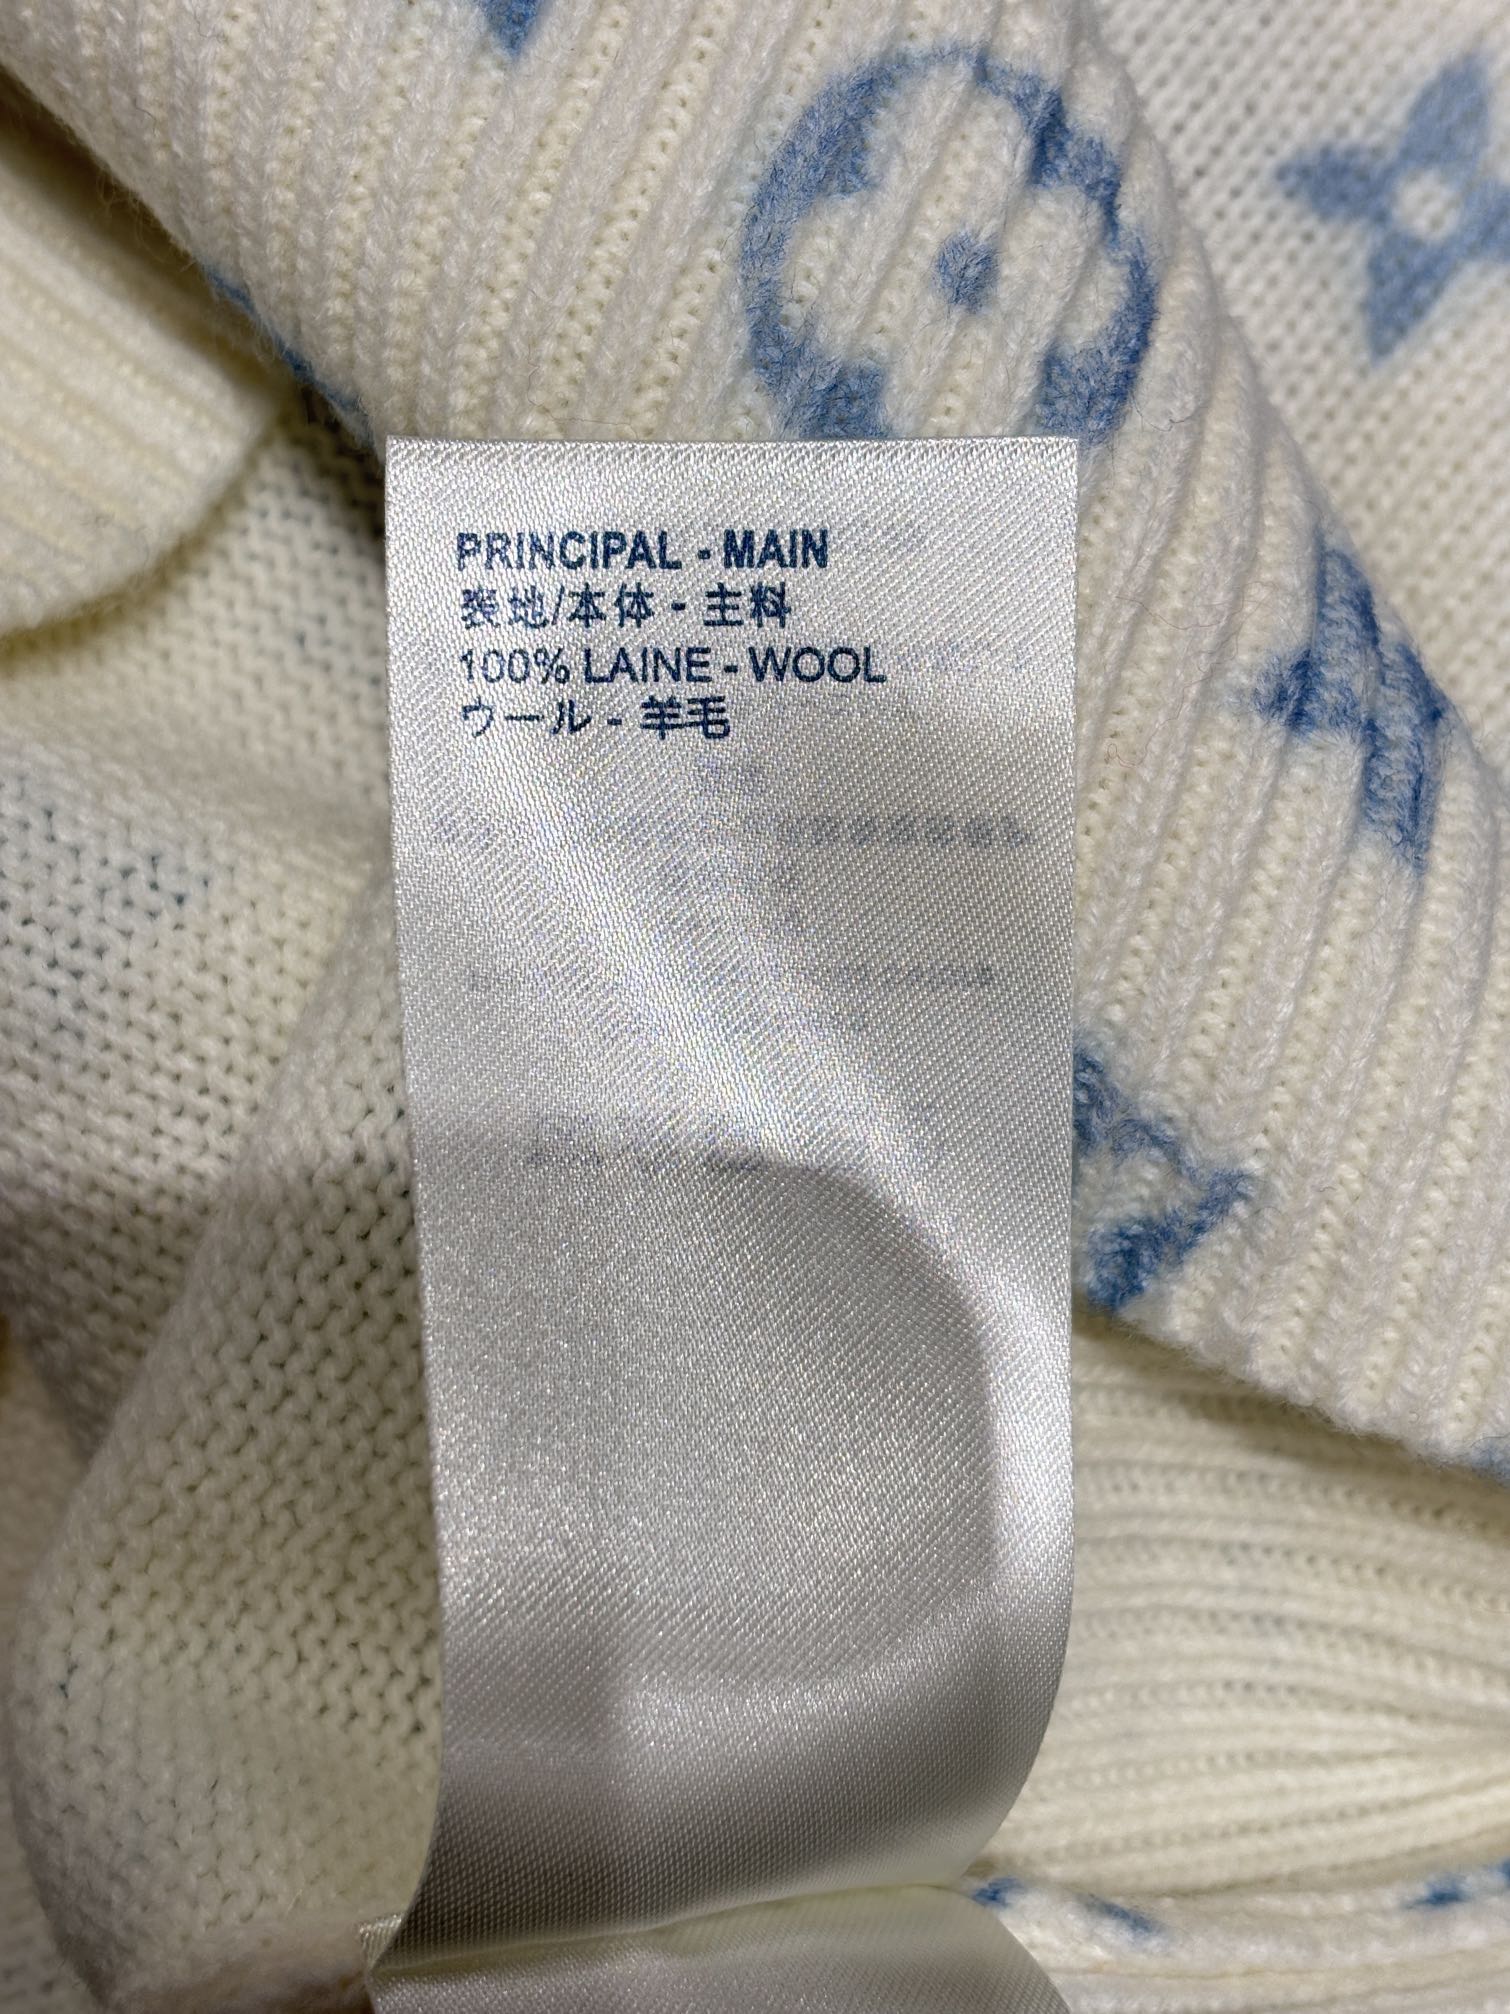 PRINCIPAL - MAIN
表地/本体 - 主料
100% LAINE - WOOL
ウール - 羊毛